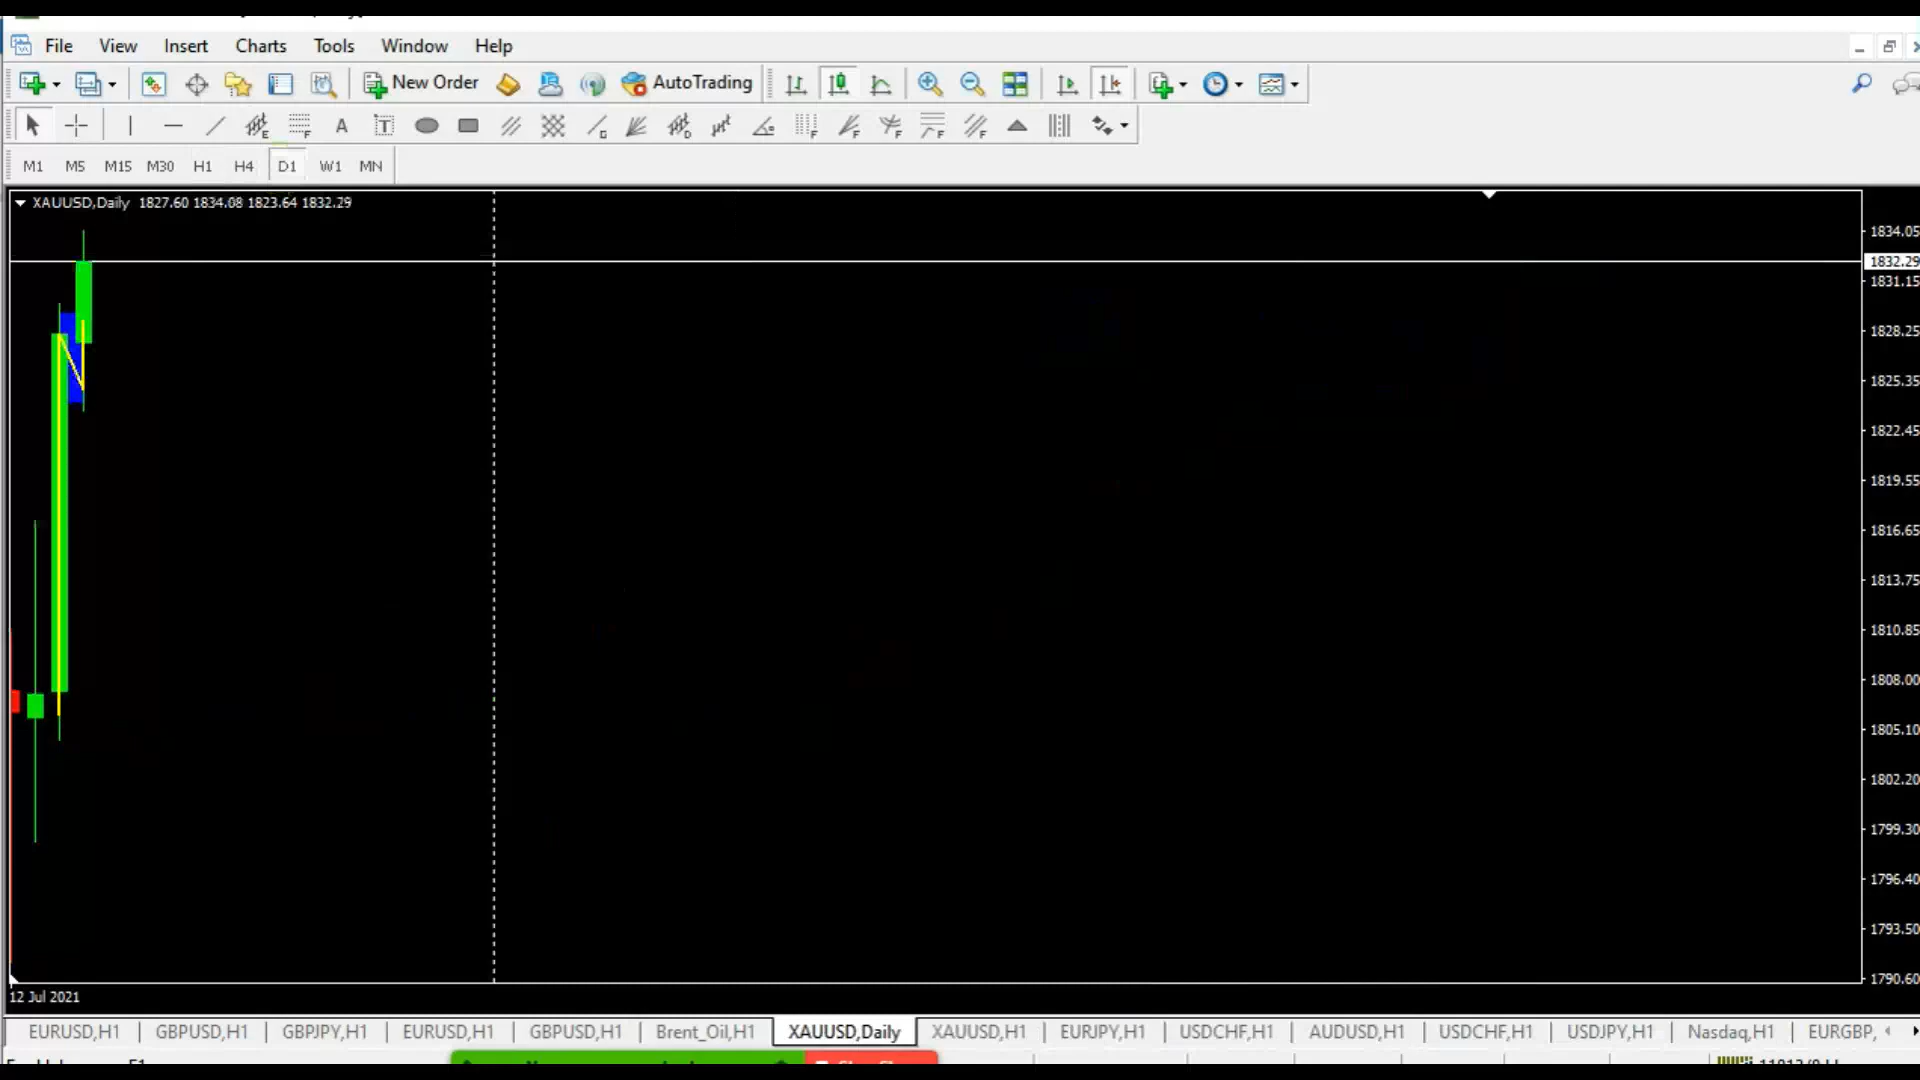 File View Insert Charts Tools Window Help
New Order AutoTrading
M1 M5 M15 M30 H1 H4 D1 W1 MN
XAUUSD,Daily 1827.60 1834.08 1823.64 1832.29
1834.05
1832.29
1831.15
1828.25
1825.35
1822.45
1819.55
1816.65
1813.75
1810.85
1808.00
1805.10
1802.20
1799.30
1796.40
1793.50
1790.60
12 Jul 2021
EURUSD,H1 GBPUSD,H1 GBPJPY,H1 EURUSD,H1 GBPUSD,H1 Brent_Oil,H1 XAUUSD,Daily XAUUSD,H1 EURJPY,H1 USDCHF,H1 AUDUSD,H1 USDCHF,H1 USDJPY,H1 Nasdaq,H1 EURGBP,